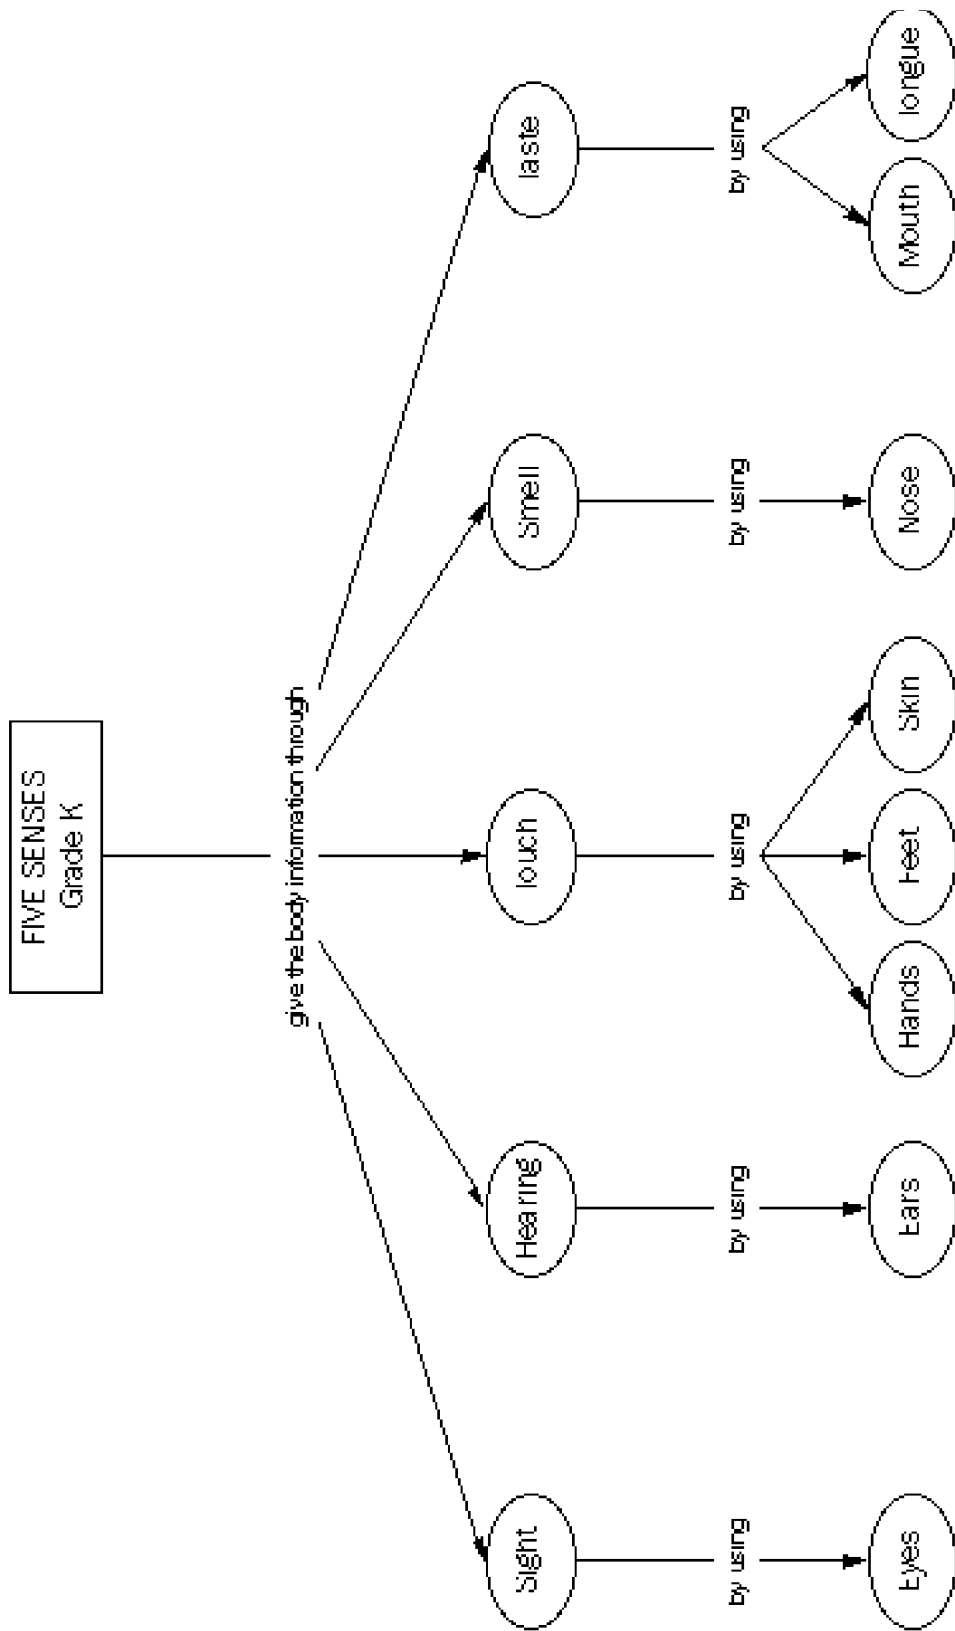 FIVE SENSES
Grade K
give the body information through
Sight
Hearing
Touch
Smell
Taste
by using
by using
by using
by using
by using
Eyes
Ears
Hands
Feet
Skin
Nose
Mouth
Tongue